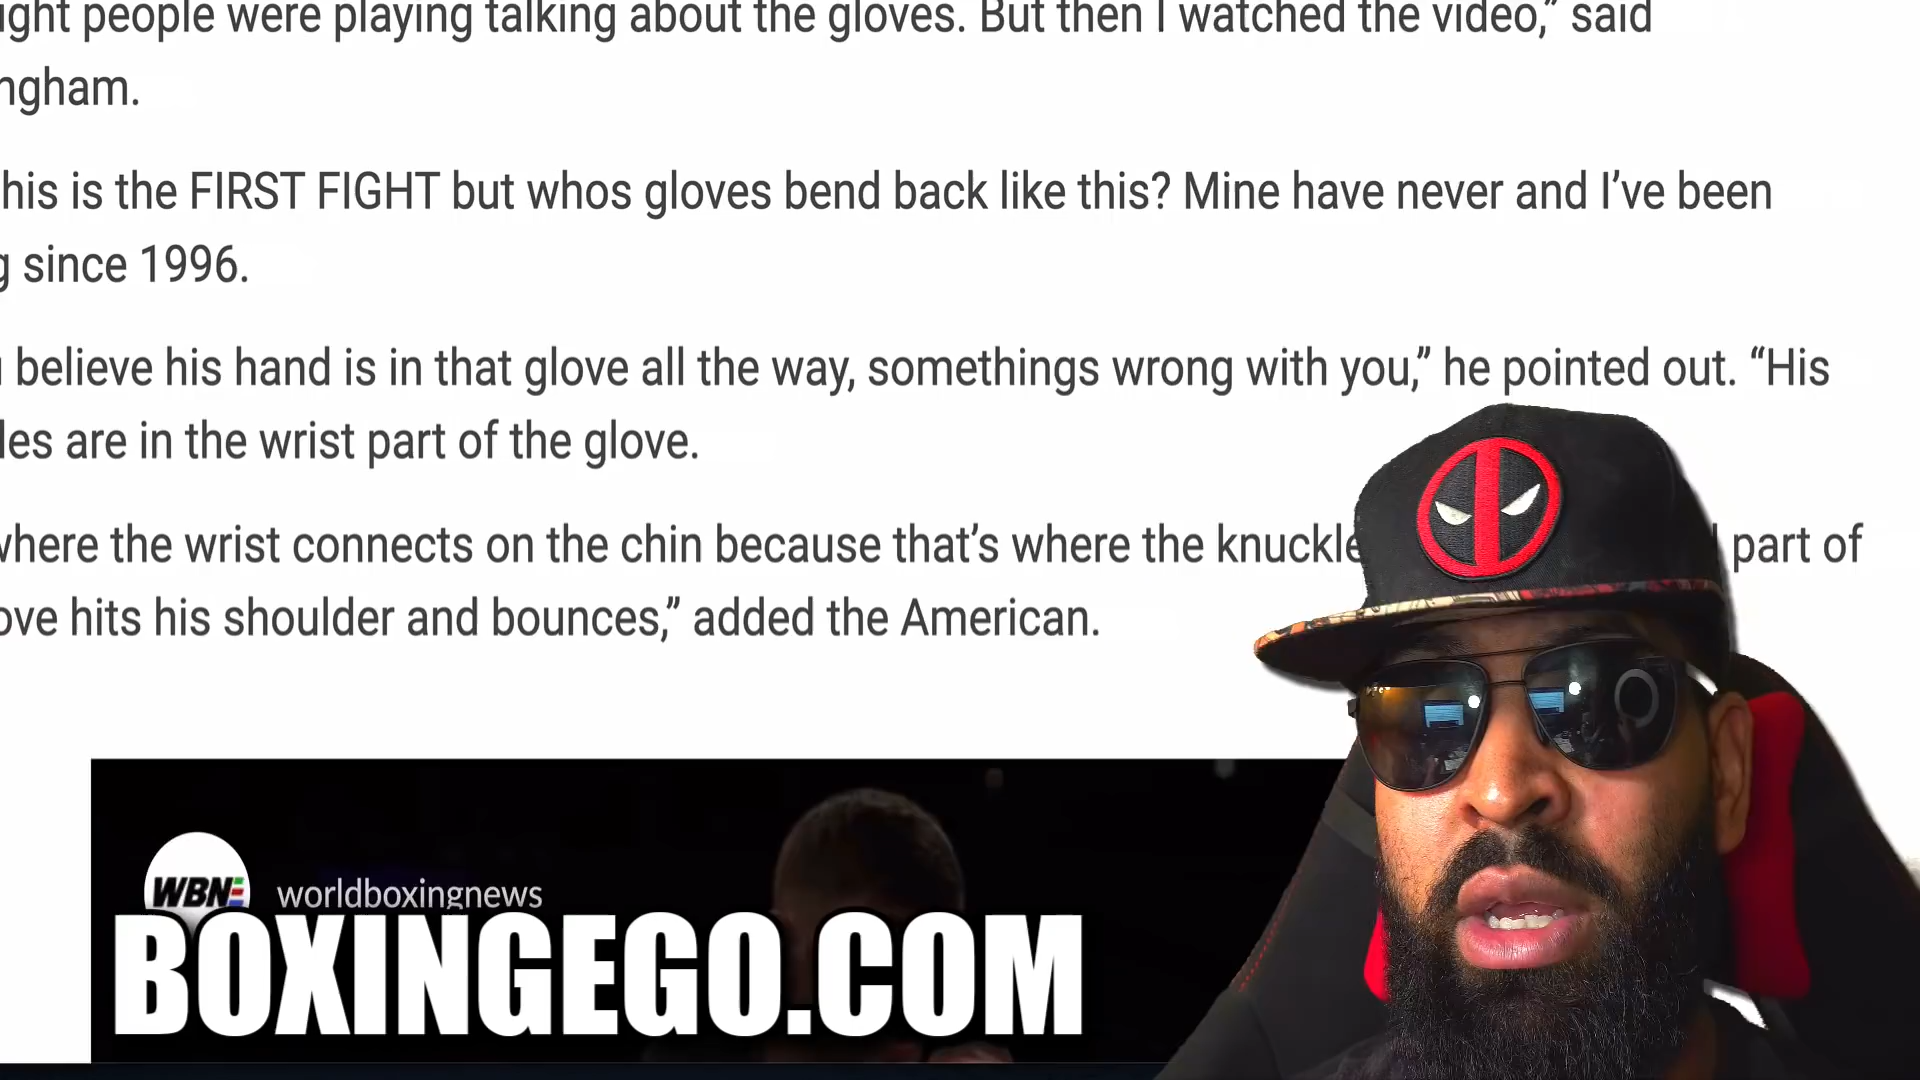 ight people were playing talking about the gloves. But then I watched the video,” said
ngham.
his is the FIRST FIGHT but whos gloves bend back like this? Mine have never and I’ve been
g since 1996.
believe his hand is in that glove all the way, somethings wrong with you,” he pointed out. “His
les are in the wrist part of the glove.
where the wrist connects on the chin because that’s where the knuckle part of
ove hits his shoulder and bounces,” added the American.
WBN
worldboxingnews
BOXINGEGO.COM